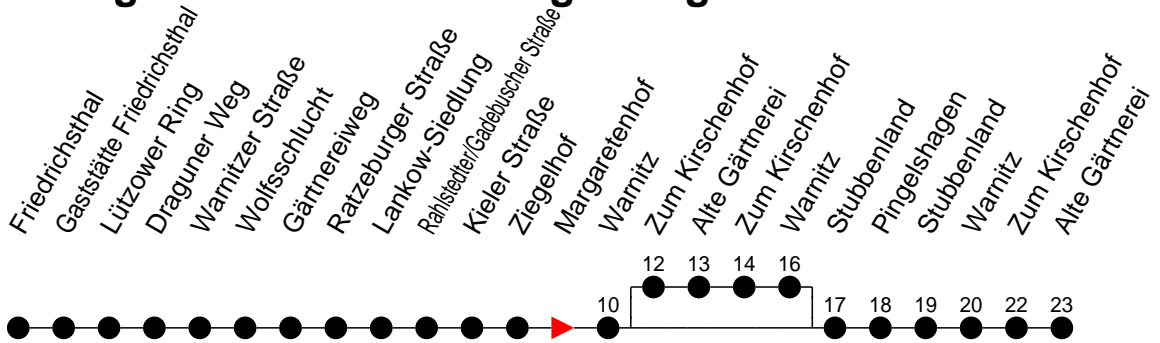 Friedrichsthal
Gaststätte Friedrichsthal
Lützower Ring
Draguner Weg
Warnitzer Straße
Wolfsschlucht
Gärtnereiweg
Ratzeburger Straße
Lankow-Siedlung
Rahlstedter/Gadebuscher Straße
Kieler Straße
Ziegelhof
Margaretenhof
Warnitz
Zum Kirschenhof
Alte Gärtnerei
Zum Kirschenhof
Warnitz
Stubbenland
Pingelshagen
Stubbenland
Warnitz
Zum Kirschenhof
Alte Gärtnerei
12 13 14 16
10 17 18 19 20 22 23